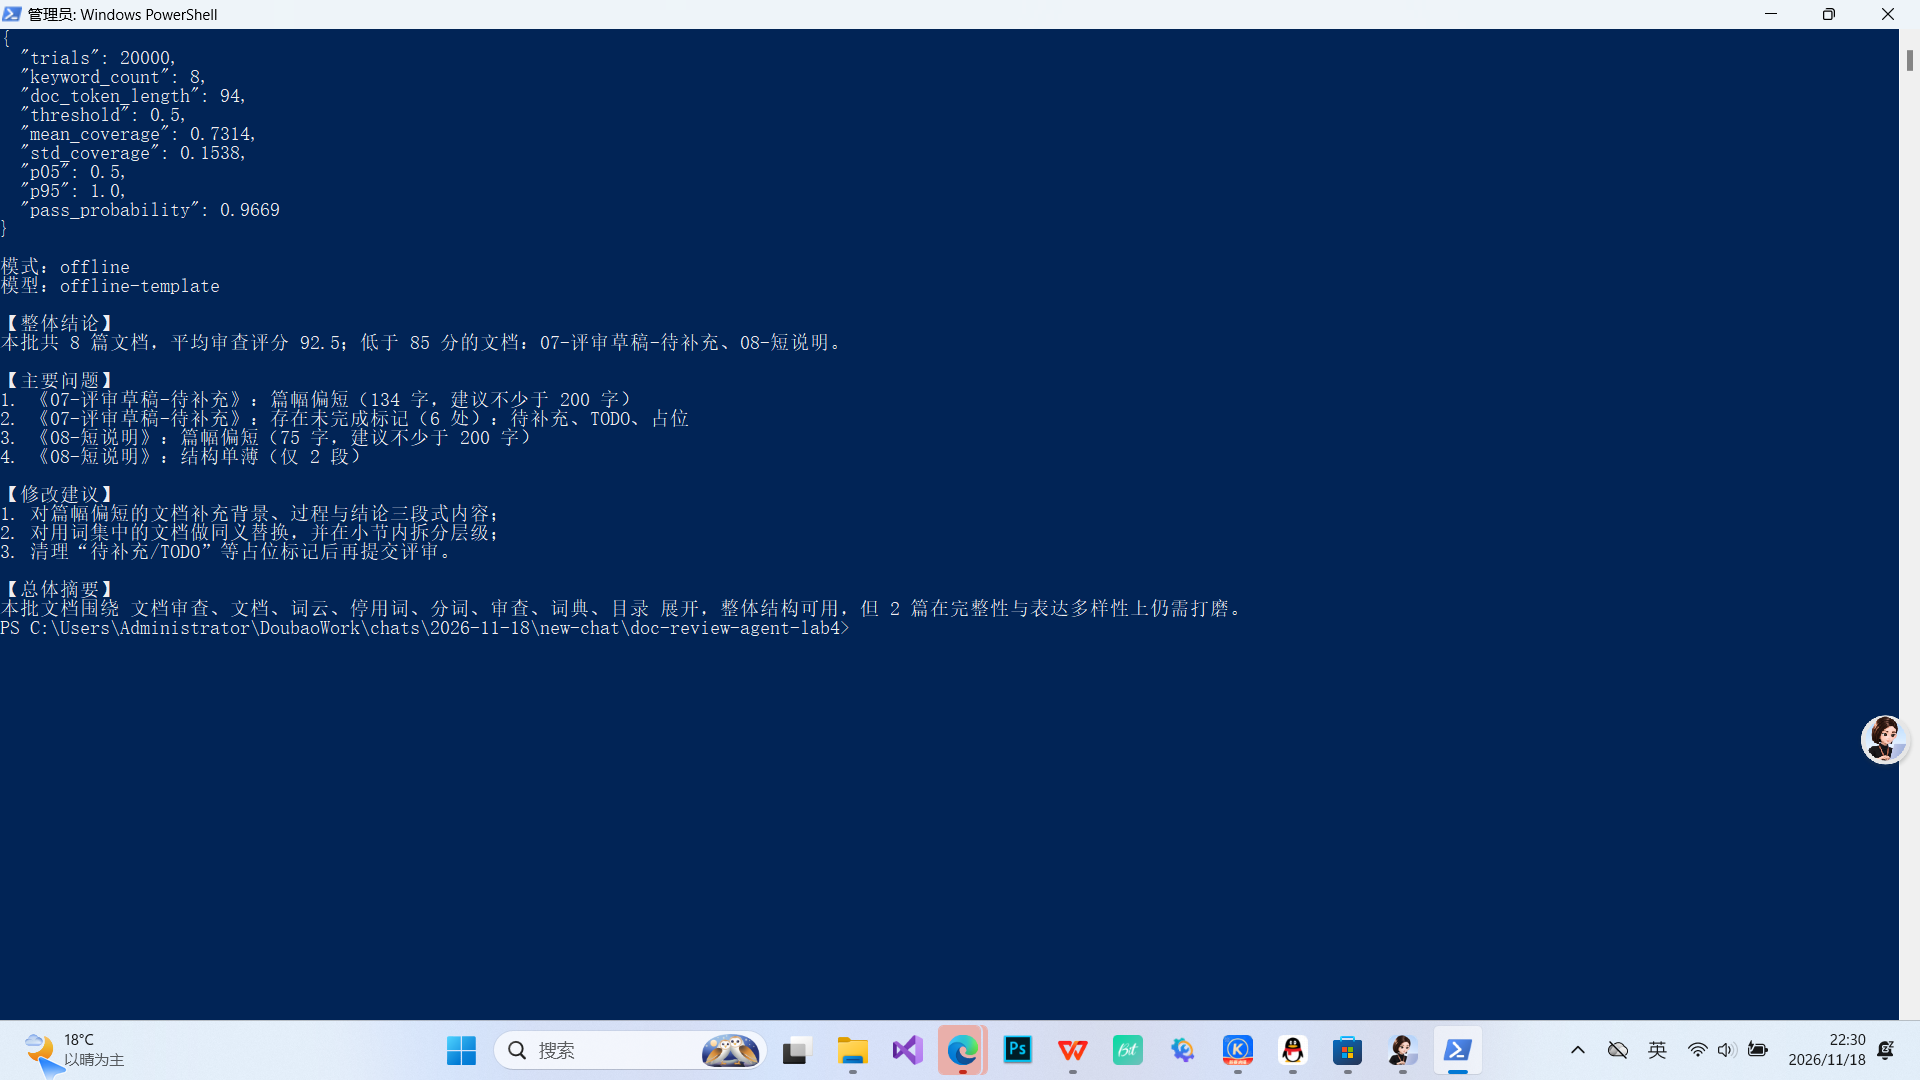 管理员: Windows PowerShell
{
"trials": 20000,
"keyword_count": 8,
"doc_token_length": 94,
"threshold": 0.5,
"mean_coverage": 0.7314,
"std_coverage": 0.1538,
"p05": 0.5,
"p95": 1.0,
"pass_probability": 0.9669
}
模式：offline
模型：offline-template
【整体结论】
本批共 8 篇文档，平均审查评分 92.5；低于 85 分的文档：07-评审草稿-待补充、08-短说明。
【主要问题】
1. 《07-评审草稿-待补充》：篇幅偏短（134 字，建议不少于 200 字）
2. 《07-评审草稿-待补充》：存在未完成标记（6 处）：待补充、TODO、占位
3. 《08-短说明》：篇幅偏短（75 字，建议不少于 200 字）
4. 《08-短说明》：结构单薄（仅 2 段）
【修改建议】
1. 对篇幅偏短的文档补充背景、过程与结论三段式内容；
2. 对用词集中的文档做同义替换，并在小节内拆分层级；
3. 清理“待补充/TODO”等占位标记后再提交评审。
【总体摘要】
本批文档围绕 文档审查、文档、词云、停用词、分词、审查、词典、目录 展开，整体结构可用，但 2 篇在完整性与表达多样性上仍需打磨。
PS C:\Users\Administrator\DoubaoWork\chats\2026-11-18\new-chat\doc-review-agent-lab4>
18°C
以晴为主
搜索
Ps
Bit
K
英
22:30
2026/11/18